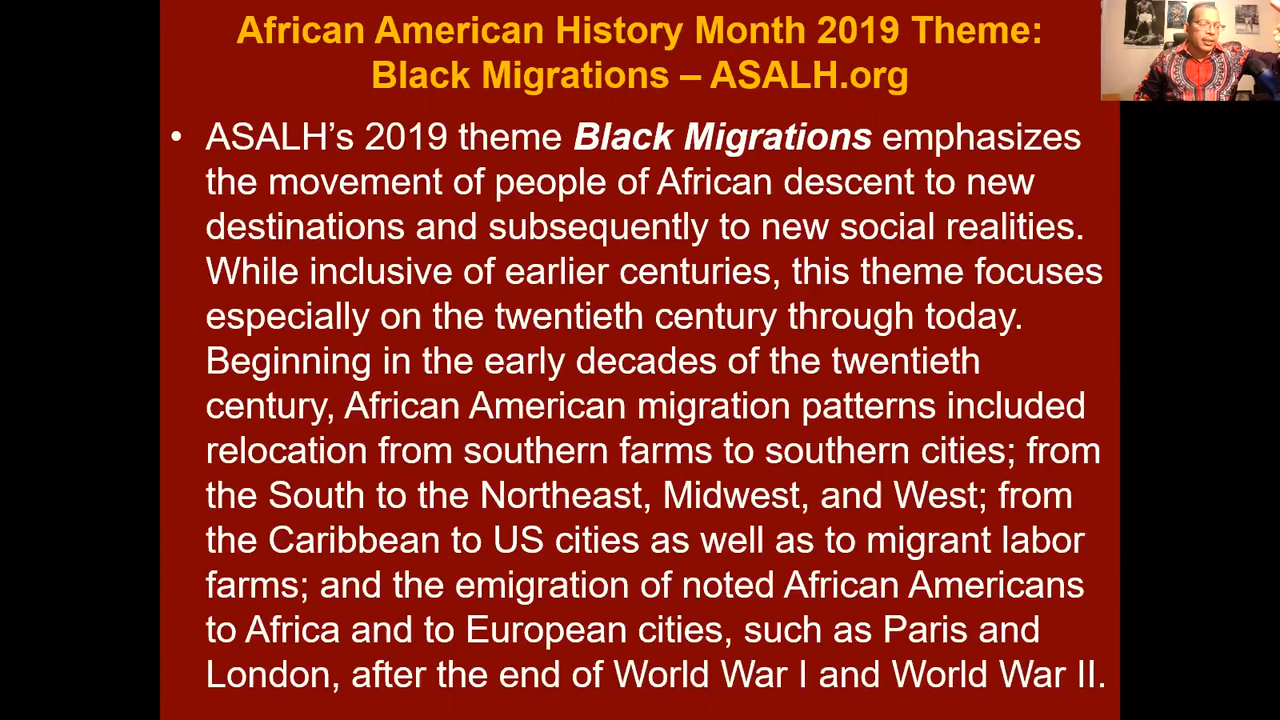 African American History Month 2019 Theme:
Black Migrations – ASALH.org
• ASALH’s 2019 theme Black Migrations emphasizes
the movement of people of African descent to new
destinations and subsequently to new social realities.
While inclusive of earlier centuries, this theme focuses
especially on the twentieth century through today.
Beginning in the early decades of the twentieth
century, African American migration patterns included
relocation from southern farms to southern cities; from
the South to the Northeast, Midwest, and West; from
the Caribbean to US cities as well as to migrant labor
farms; and the emigration of noted African Americans
to Africa and to European cities, such as Paris and
London, after the end of World War I and World War II.